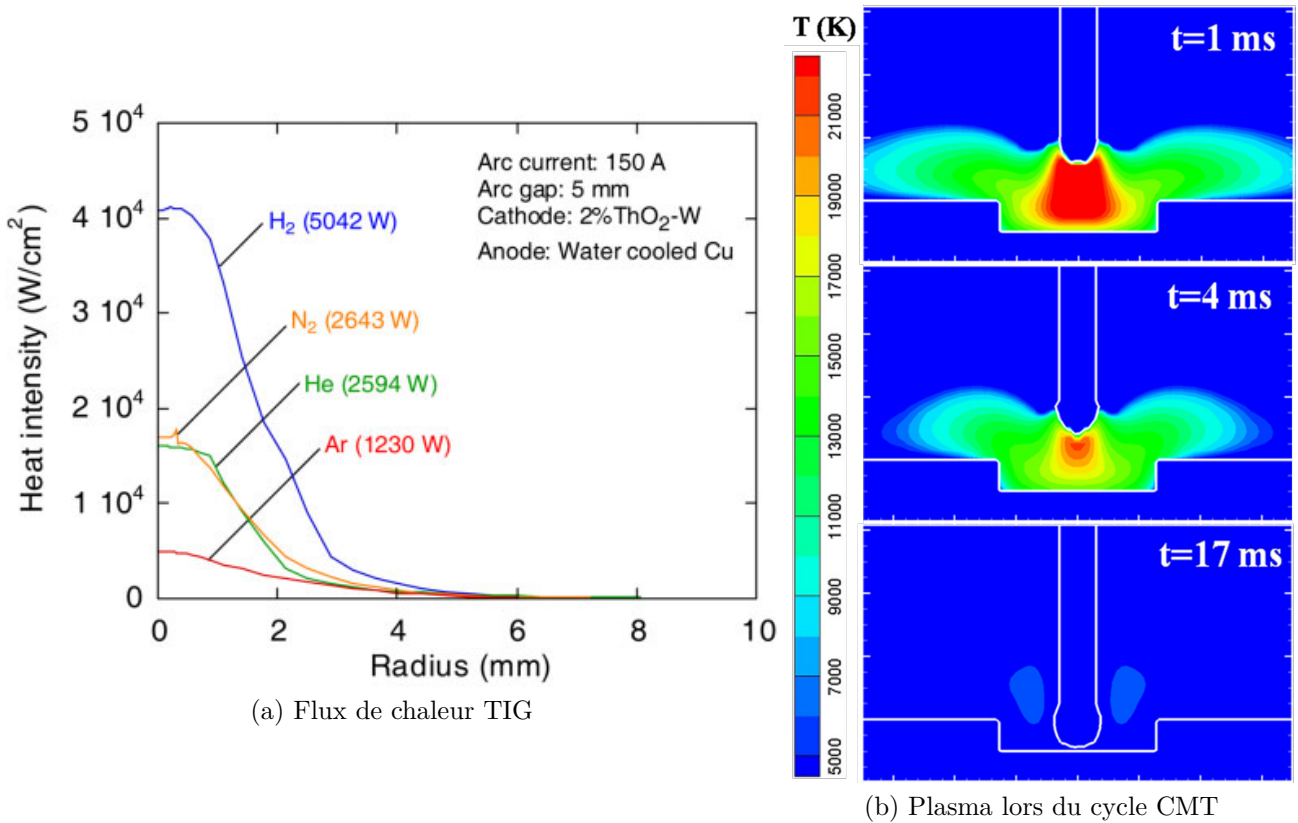 5 10⁴
4 10⁴
3 10⁴
2 10⁴
1 10⁴
0
Heat intensity (W/cm²)
Arc current: 150 A
Arc gap: 5 mm
Cathode: 2%ThO₂-W
Anode: Water cooled Cu
H₂ (5042 W)
N₂ (2643 W)
He (2594 W)
Ar (1230 W)
0 2 4 6 8 10
Radius (mm)
(a) Flux de chaleur TIG
T (K)
21000
19000
17000
15000
13000
11000
9000
7000
5000
t=1 ms
t=4 ms
t=17 ms
(b) Plasma lors du cycle CMT